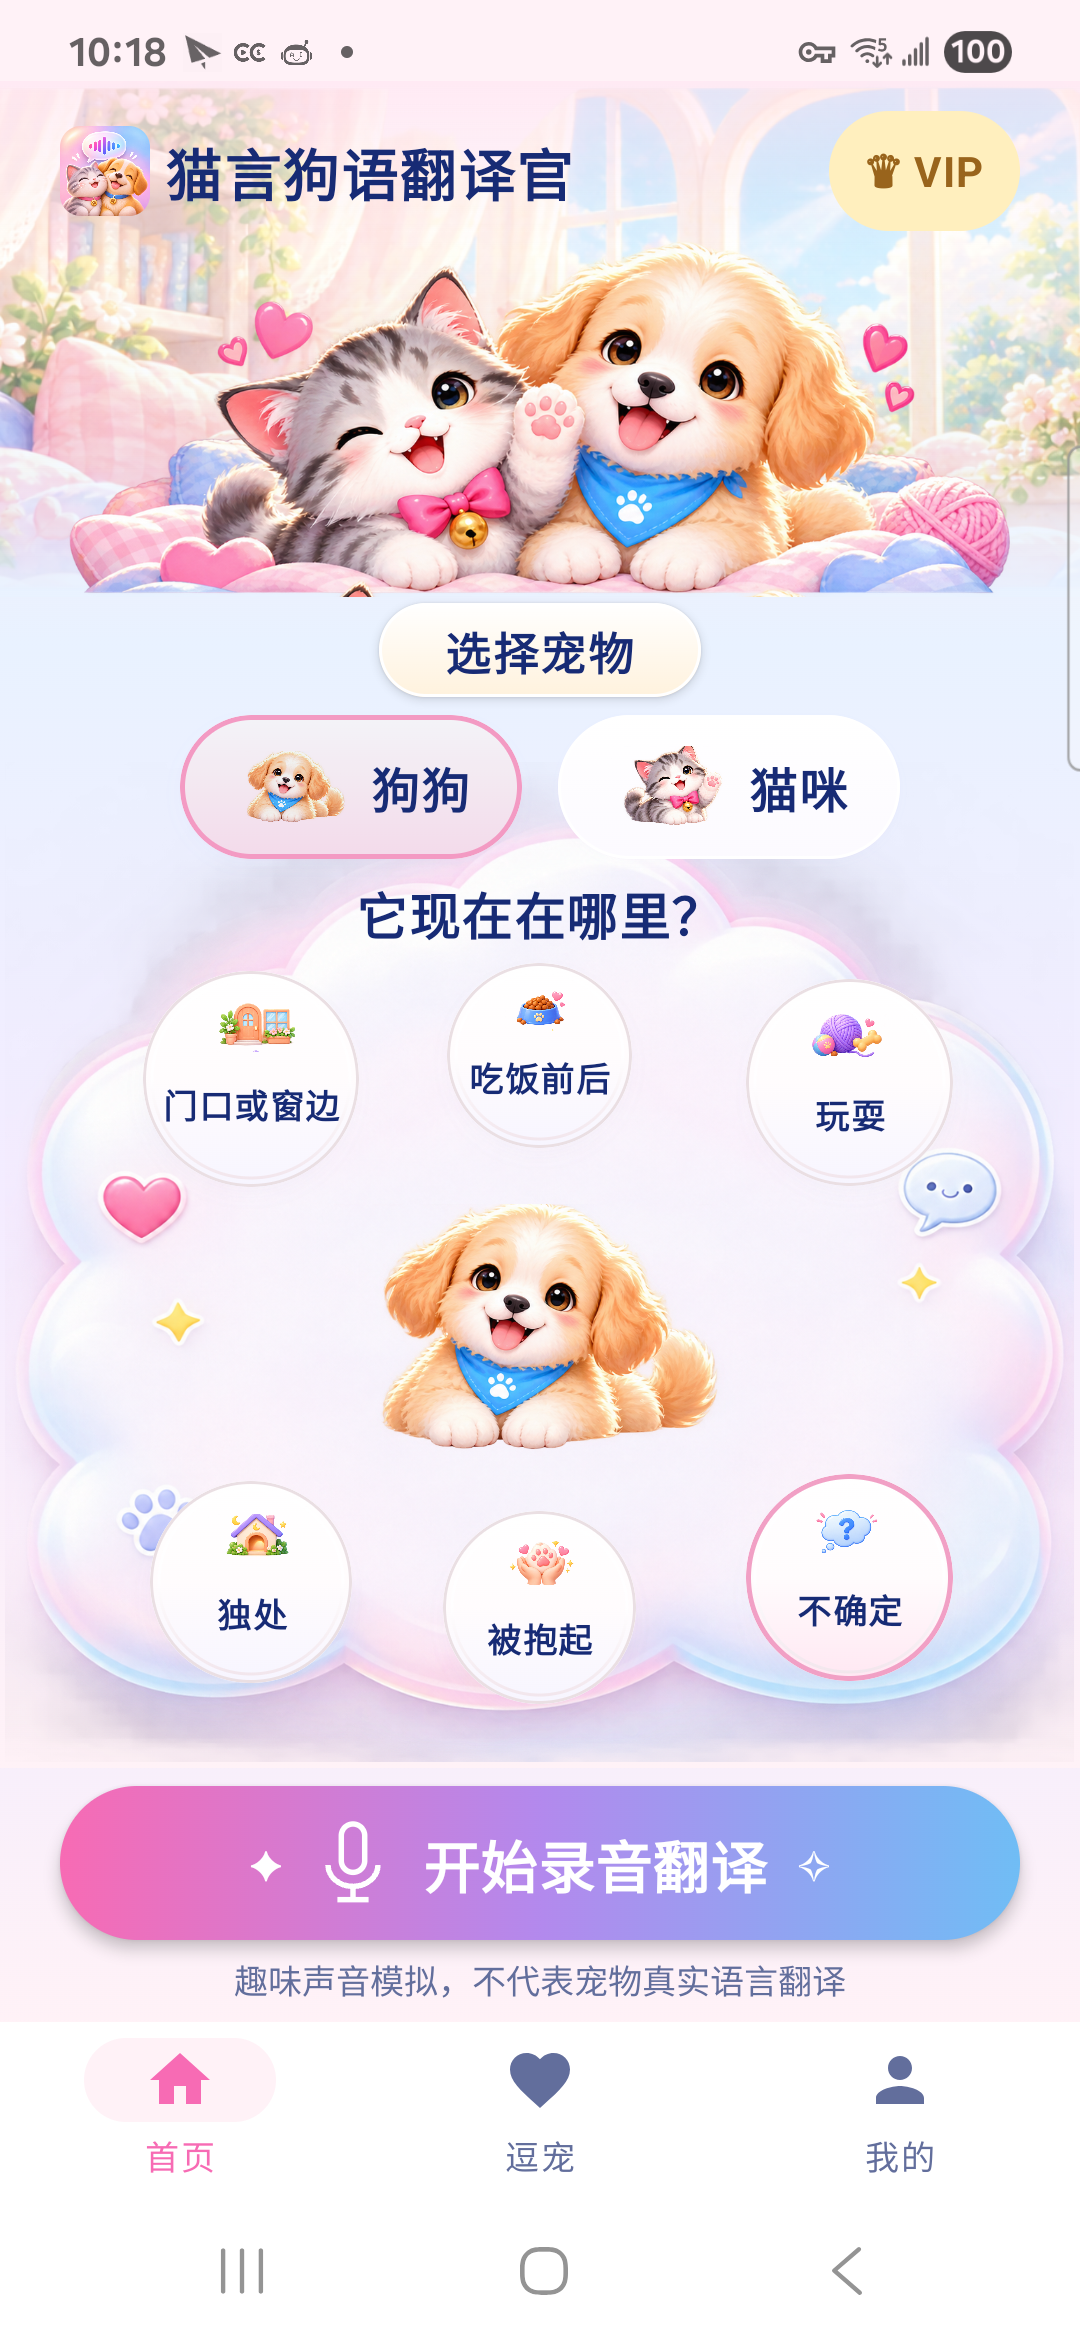 10:18
CC
5
100
猫言狗语翻译官
VIP
选择宠物
狗狗
猫咪
它现在在哪里?
门口或窗边
吃饭前后
玩耍
独处
被抱起
?
不确定
开始录音翻译
趣味声音模拟，不代表宠物真实语言翻译
首页
逗宠
我的